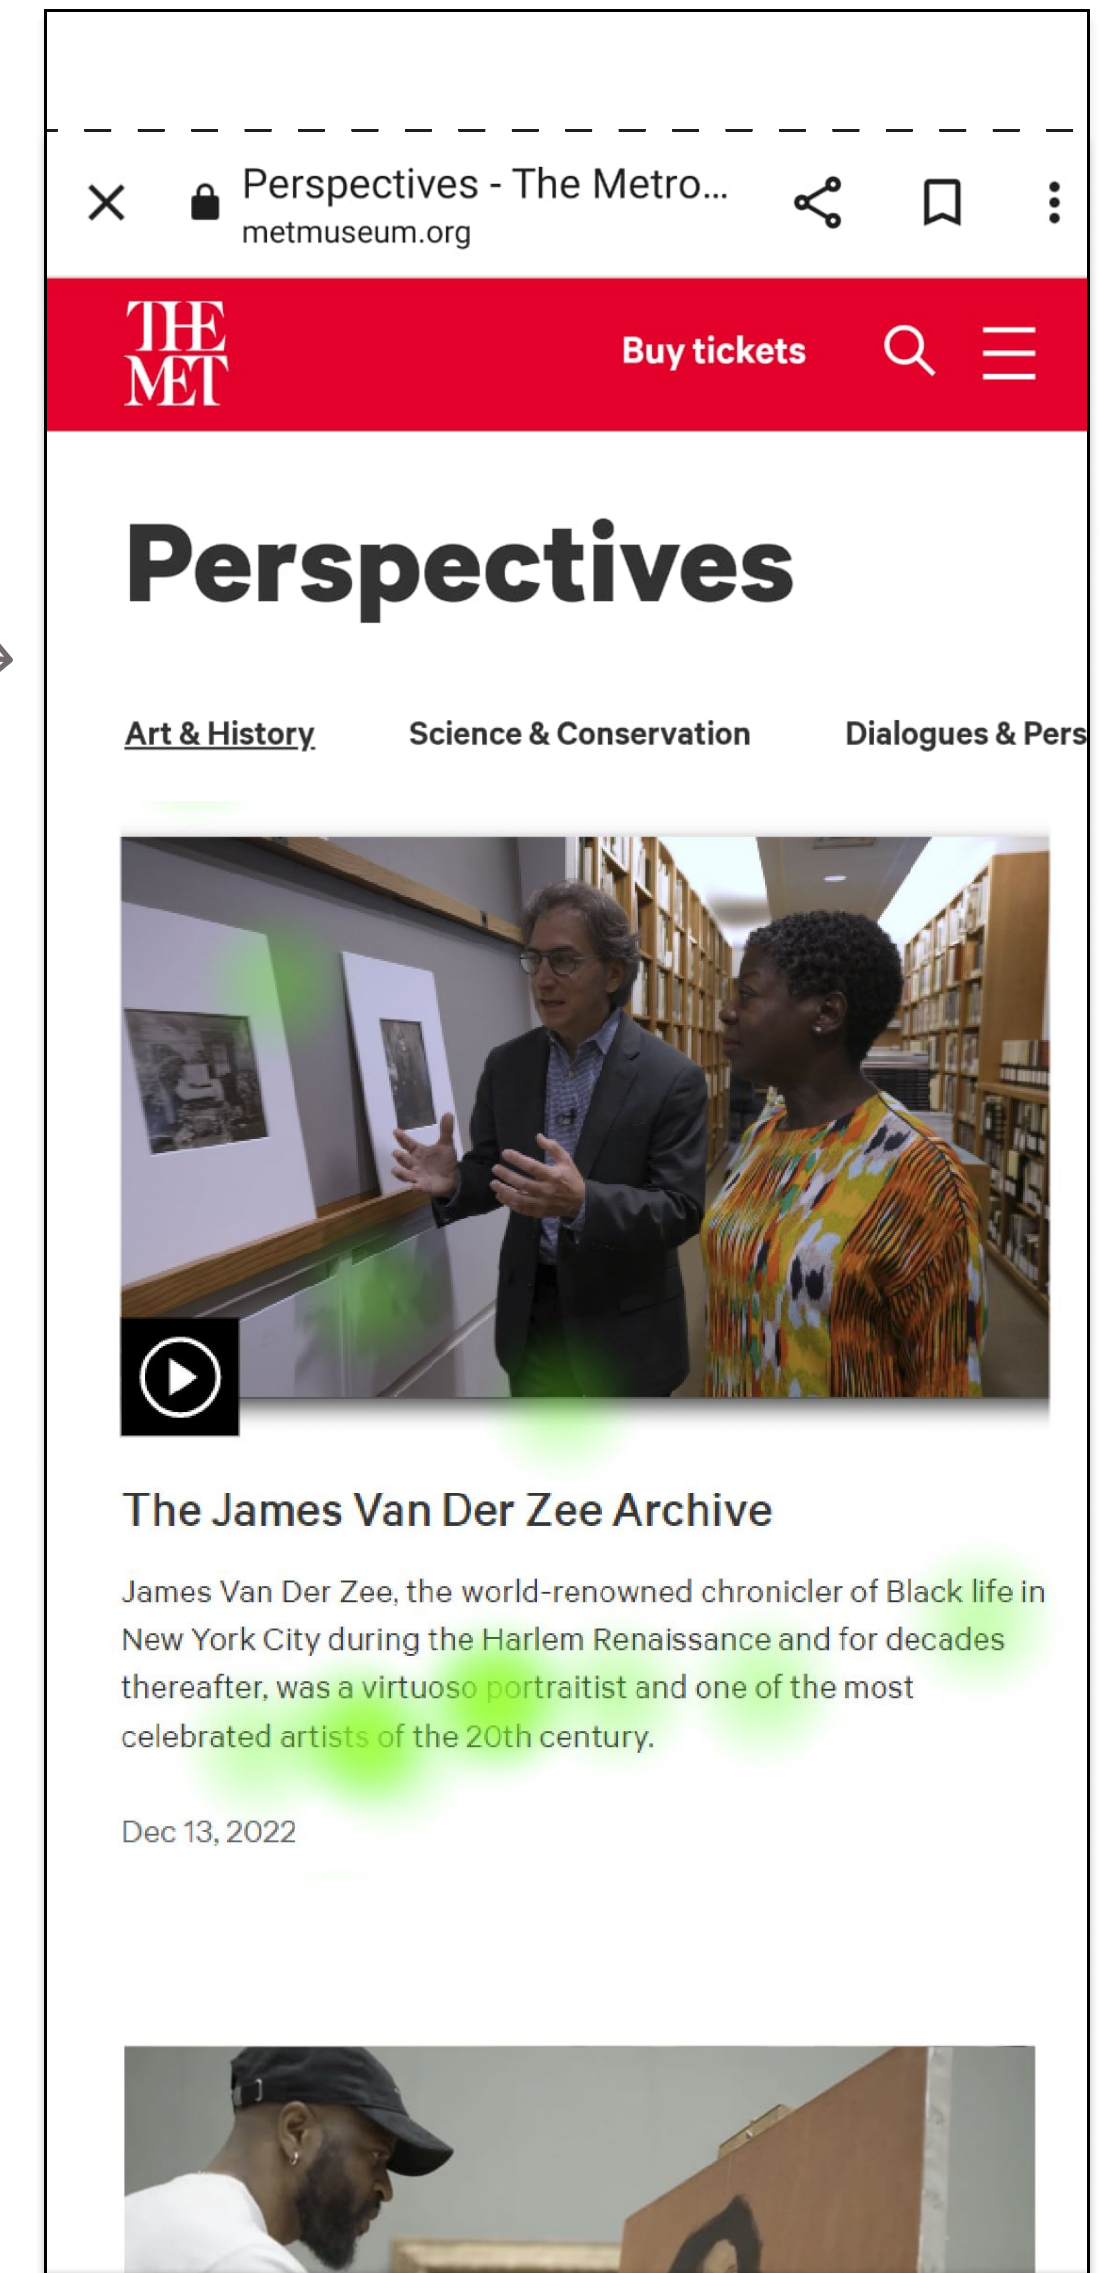 Perspectives - The Metro...
metmuseum.org
THE
MET
Buy tickets
Perspectives
Art & History
Science & Conservation
Dialogues & Pers
The James Van Der Zee Archive
James Van Der Zee, the world-renowned chronicler of Black life in
New York City during the Harlem Renaissance and for decades
thereafter, was a virtuoso portraitist and one of the most
celebrated artists of the 20th century.
Dec 13, 2022